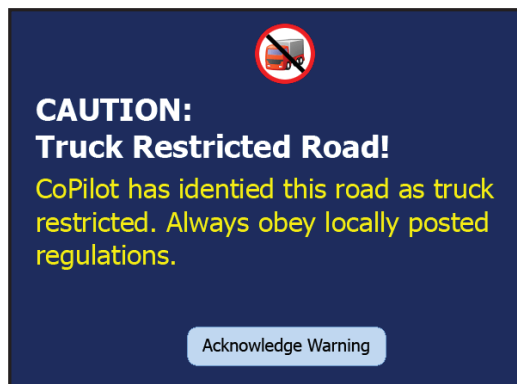 CAUTION:
Truck Restricted Road!
CoPilot has identied this road as truck
restricted. Always obey locally posted
regulations.
Acknowledge Warning